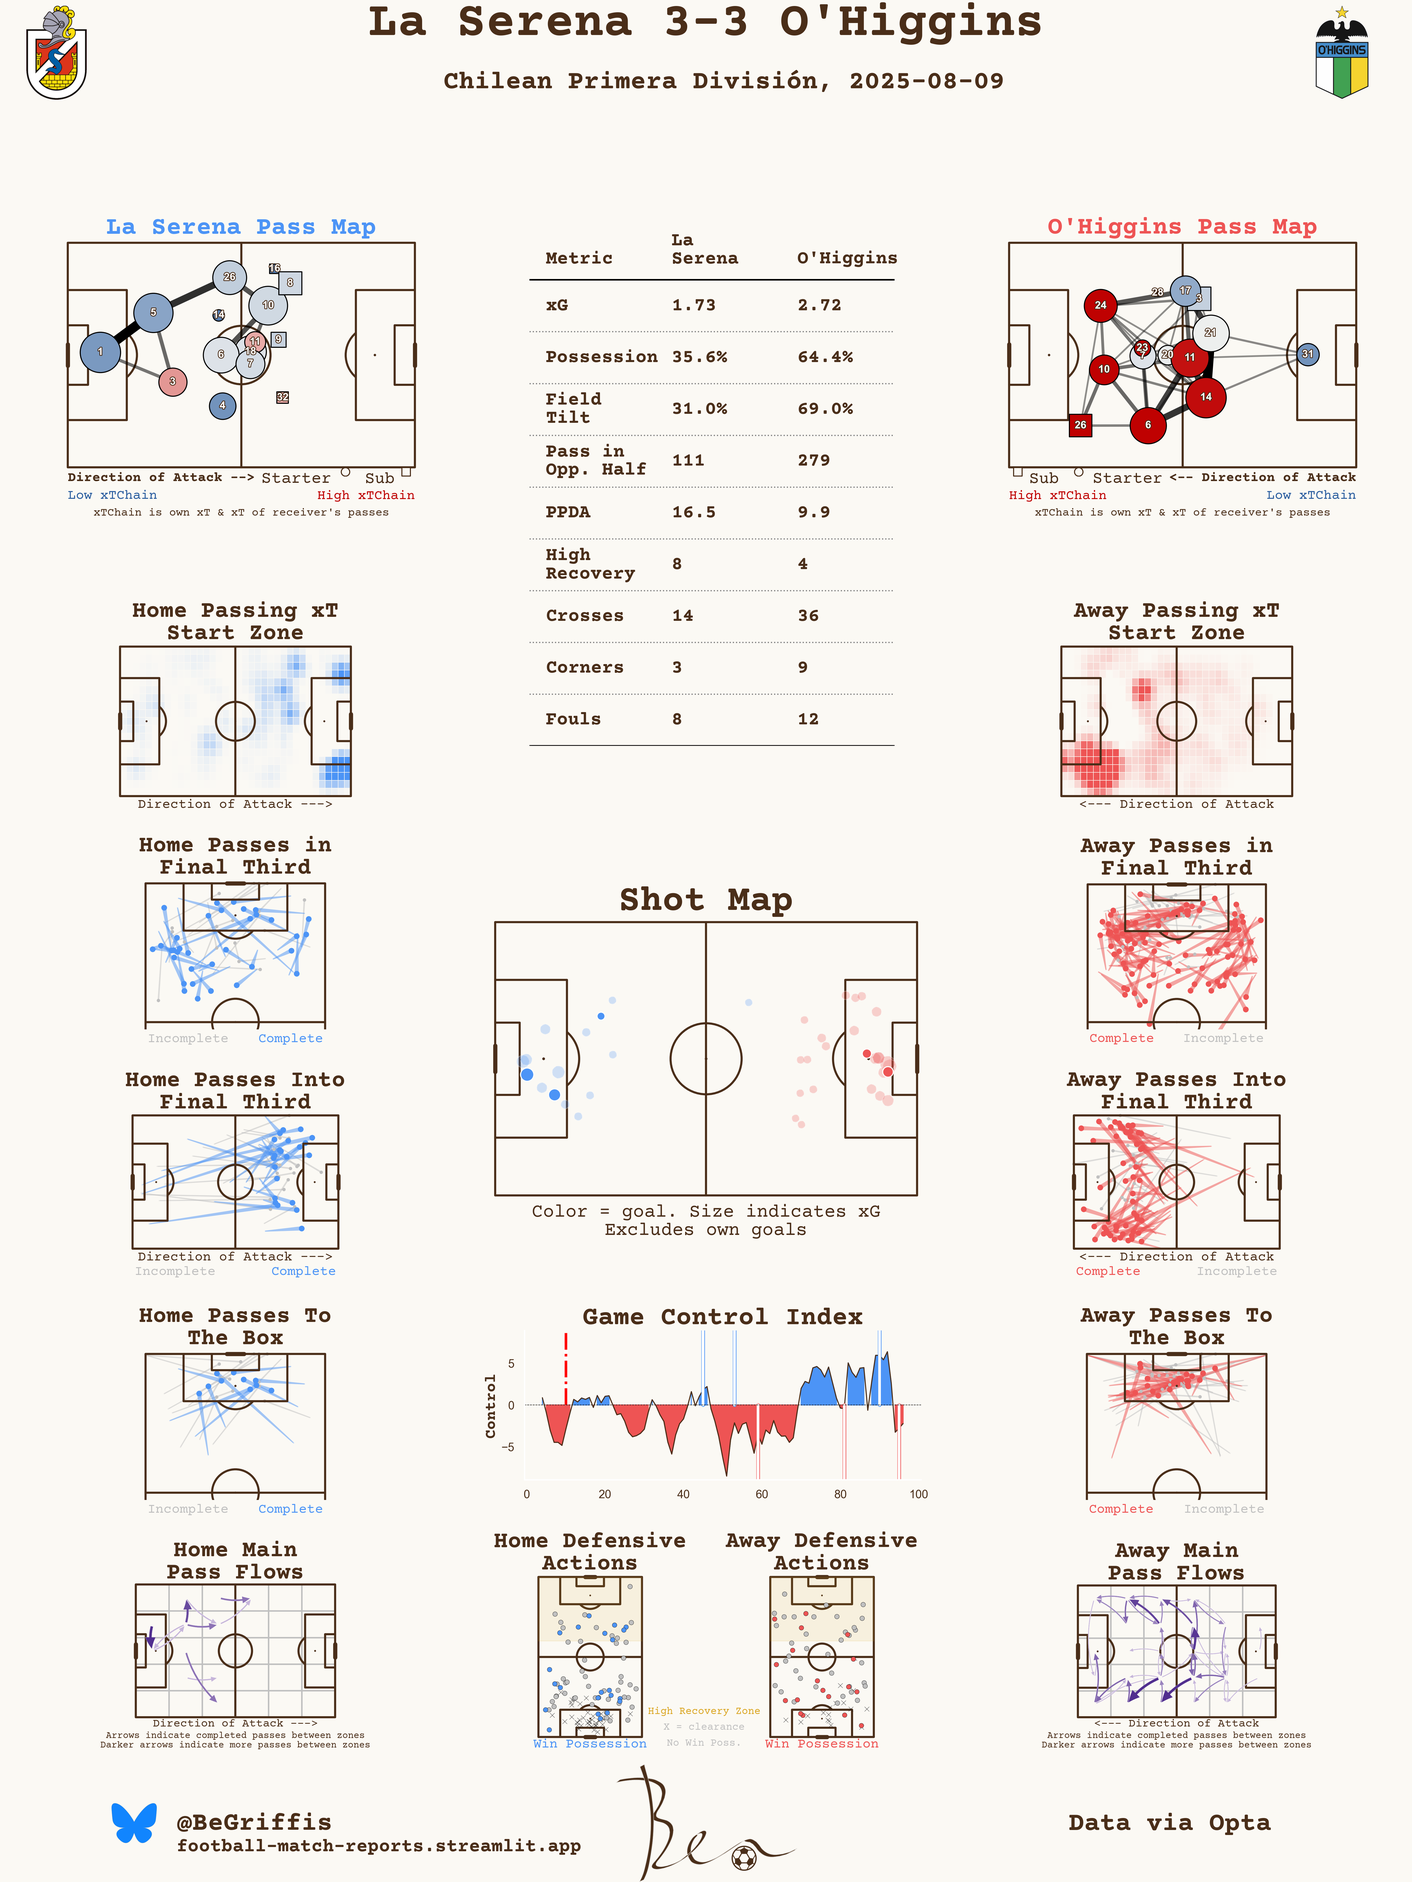 La Serena 3-3 O'Higgins
Chilean Primera División, 2025-08-09
O'HIGGINS
La Serena Pass Map
26
16
8
5
10
14
9
1
6
11
18
7
3
32
4
Direction of Attack --> Starter Sub
Low xTChain High xTChain
xTChain is own xT & xT of receiver's passes
Metric La Serena O'Higgins
xG 1.73 2.72
Possession 35.6% 64.4%
Field Tilt 31.0% 69.0%
Pass in Opp. Half 111 279
PPDA 16.5 9.9
High Recovery 8 4
Crosses 14 36
Corners 3 9
Fouls 8 12
O'Higgins Pass Map
24
28
17
3
21
23
7
20
11
31
10
14
26
6
Sub Starter <-- Direction of Attack
High xTChain Low xTChain
xTChain is own xT & xT of receiver's passes
Home Passing xT
Start Zone
Direction of Attack --->
Away Passing xT
Start Zone
<--- Direction of Attack
Home Passes in
Final Third
Incomplete Complete
Away Passes in
Final Third
Complete Incomplete
Shot Map
Color = goal. Size indicates xG
Excludes own goals
Home Passes Into
Final Third
Direction of Attack --->
Incomplete Complete
Away Passes Into
Final Third
<--- Direction of Attack
Complete Incomplete
Home Passes To
The Box
Incomplete Complete
Game Control Index
Control
5
0
−5
0 20 40 60 80 100
Away Passes To
The Box
Complete Incomplete
Home Main
Pass Flows
Direction of Attack --->
Arrows indicate completed passes between zones
Darker arrows indicate more passes between zones
Home Defensive
Actions
Win Possession
Away Defensive
Actions
Win Possession
High Recovery Zone
X = clearance
No Win Poss.
Away Main
Pass Flows
<--- Direction of Attack
Arrows indicate completed passes between zones
Darker arrows indicate more passes between zones
@BeGriffis
football-match-reports.streamlit.app
Ben
Data via Opta